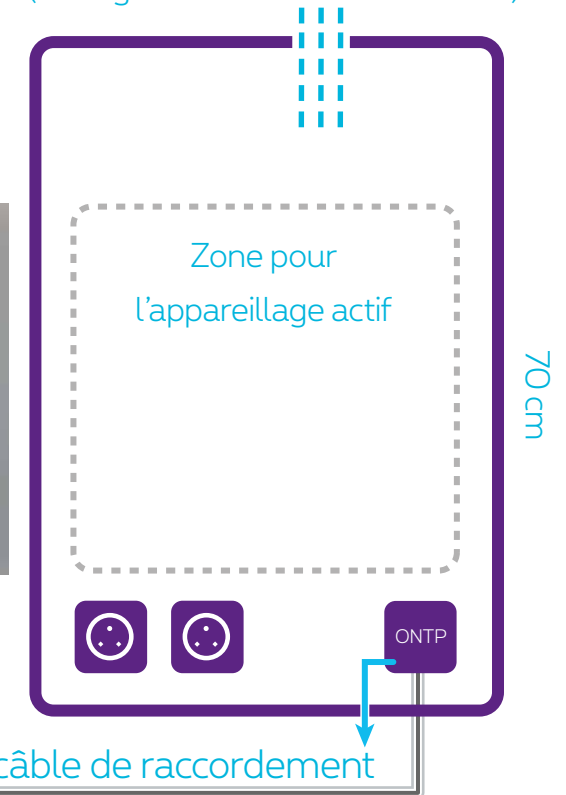 Zone pour
l'appareillage actif
70 cm
ONTP
câble de raccordement